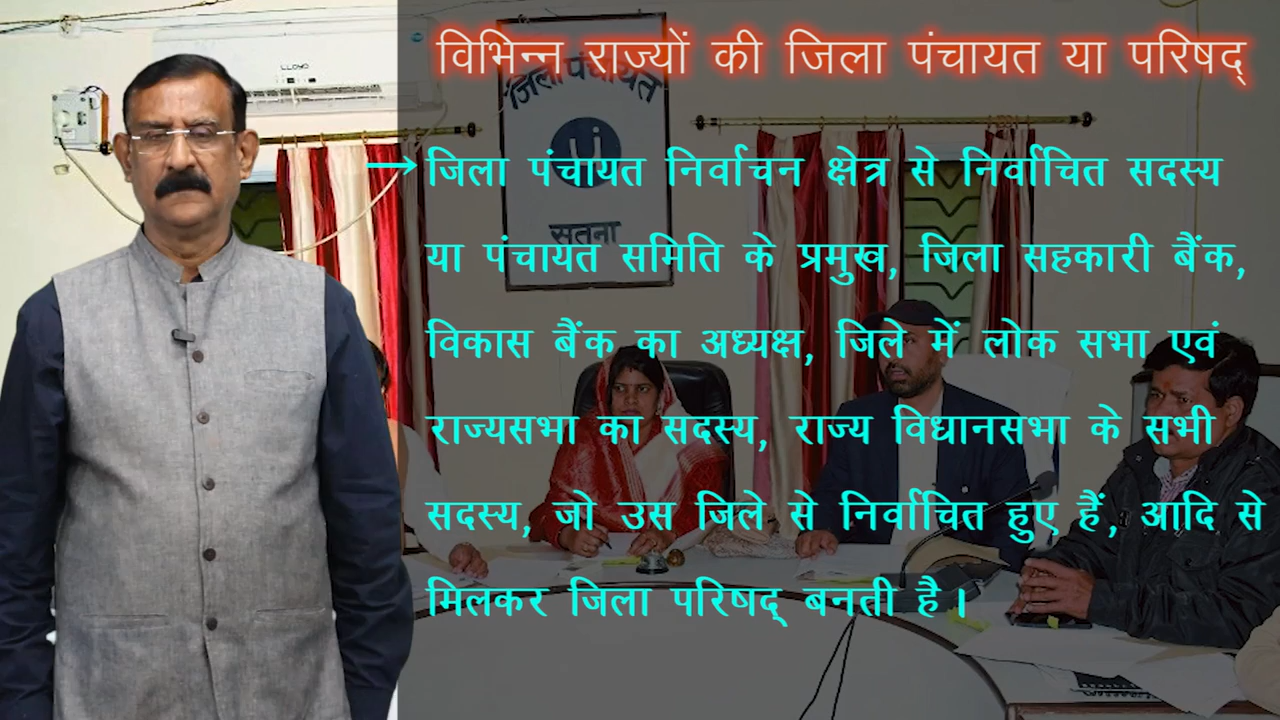 विभिन्न राज्यों की जिला पंचायत या परिषद्
LLOYD
जिला पंचायत
सतना
→ जिला पंचायत निर्वाचन क्षेत्र से निर्वाचित सदस्य
या पंचायत समिति के प्रमुख, जिला सहकारी बैंक,
विकास बैंक का अध्यक्ष, जिले में लोक सभा एवं
राज्यसभा का सदस्य, राज्य विधानसभा के सभी
सदस्य, जो उस जिले से निर्वाचित हुए हैं, आदि से
मिलकर जिला परिषद् बनती है।